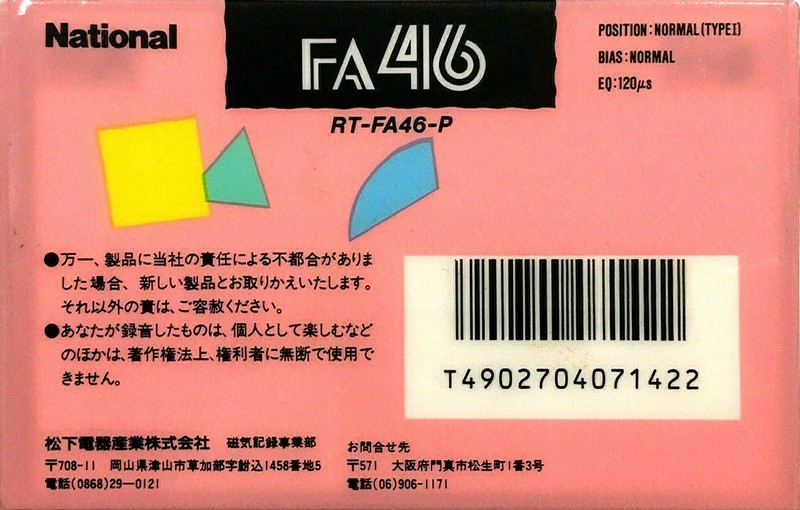 National
FA46
POSITION:NORMAL(TYPEI)
BIAS:NORMAL
EQ:120μs
RT-FA46-P
●万一、製品に当社の責任による不都合がありま
した場合、新しい製品とお取りかえいたします。
それ以外の責は、ご容赦ください。
●あなたが録音したものは、個人として楽しむなど
のほかは、著作権法上、権利者に無断で使用で
きません。
T4902704071422
松下電器産業株式会社 磁気記録事業部
〒708-11 岡山県津山市草加部字鮒込1458番地5
電話(0868)29-0121
お問合せ先
〒571 大阪府門真市松生町1番3号
電話(06)906-1171